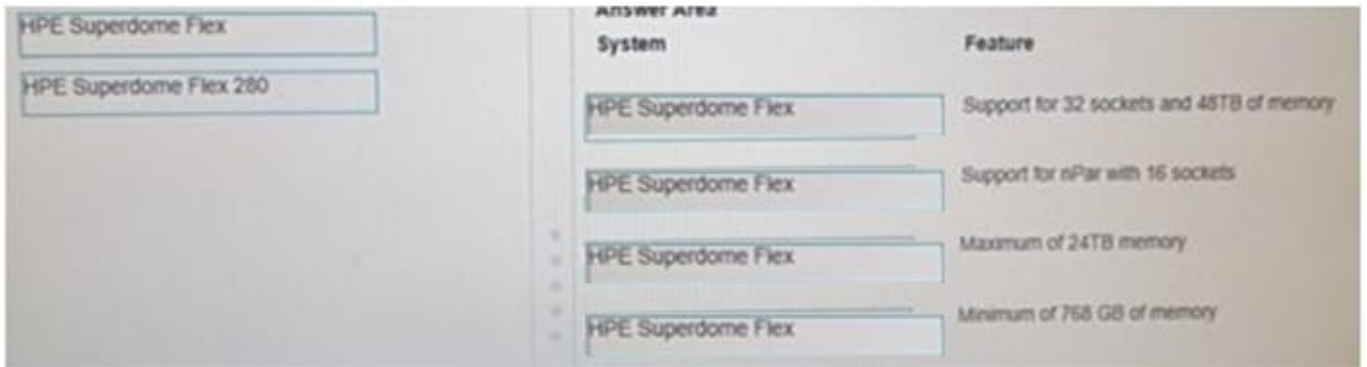 HPE Superdome Flex
HPE Superdome Flex 280
Answer Area
System Feature
HPE Superdome Flex Support for 32 sockets and 48TB of memory
HPE Superdome Flex Support for nPar with 16 sockets
HPE Superdome Flex Maximum of 24TB memory
HPE Superdome Flex Minimum of 768 GB of memory